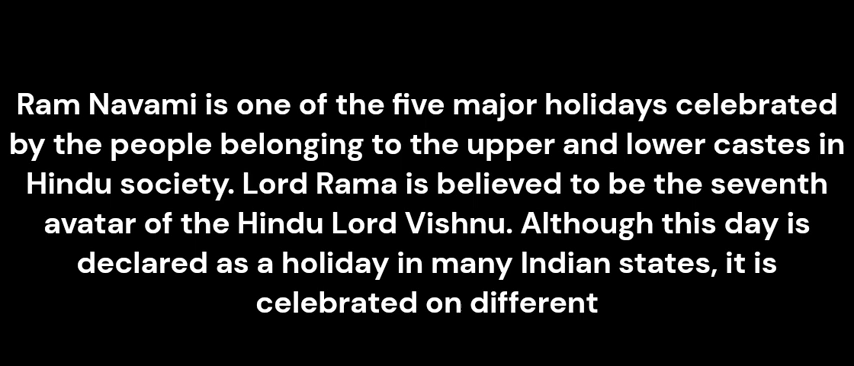 Ram Navami is one of the five major holidays celebrated
by the people belonging to the upper and lower castes in
Hindu society. Lord Rama is believed to be the seventh
avatar of the Hindu Lord Vishnu. Although this day is
declared as a holiday in many Indian states, it is
celebrated on different